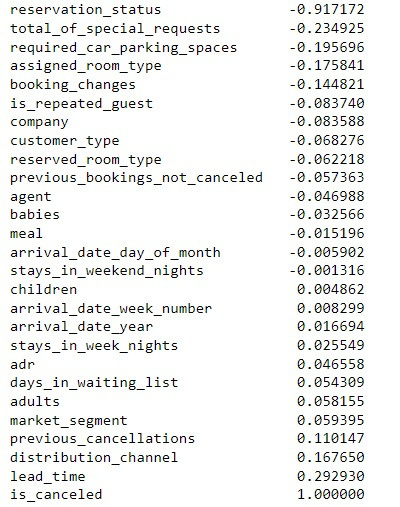 reservation_status -0.917172
total_of_special_requests -0.234925
required_car_parking_spaces -0.195696
assigned_room_type -0.175841
booking_changes -0.144821
is_repeated_guest -0.083740
company -0.083588
customer_type -0.068276
reserved_room_type -0.062218
previous_bookings_not_canceled -0.057363
agent -0.046988
babies -0.032566
meal -0.015196
arrival_date_day_of_month -0.005902
stays_in_weekend_nights -0.001316
children 0.004862
arrival_date_week_number 0.008299
arrival_date_year 0.016694
stays_in_week_nights 0.025549
adr 0.046558
days_in_waiting_list 0.054309
adults 0.058155
market_segment 0.059395
previous_cancellations 0.110147
distribution_channel 0.167650
lead_time 0.292930
is_canceled 1.000000